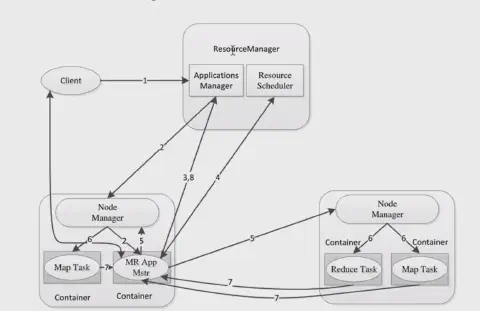 ResourceManager
Client
1
Applications
Manager
Resource
Scheduler
2
3,8
4
Node
Manager
6
2
5
Map Task
7
MR App
Mstr
Container
Container
5
Node
Manager
Container
6
6
Container
Reduce Task
Map Task
7
7